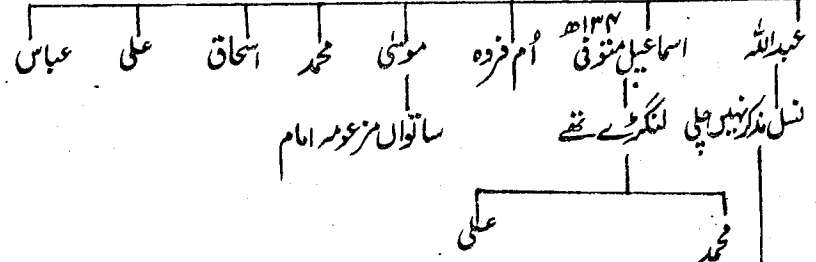 عبداللہ اسماعیل متوفی ۱۳۴ھ اُم فروہ موسٰی محمد اسحاق علی عباس
نسل مذکر نہیں چلی لنگڑے تھے ساتواں مزعومہ امام
محمد علی